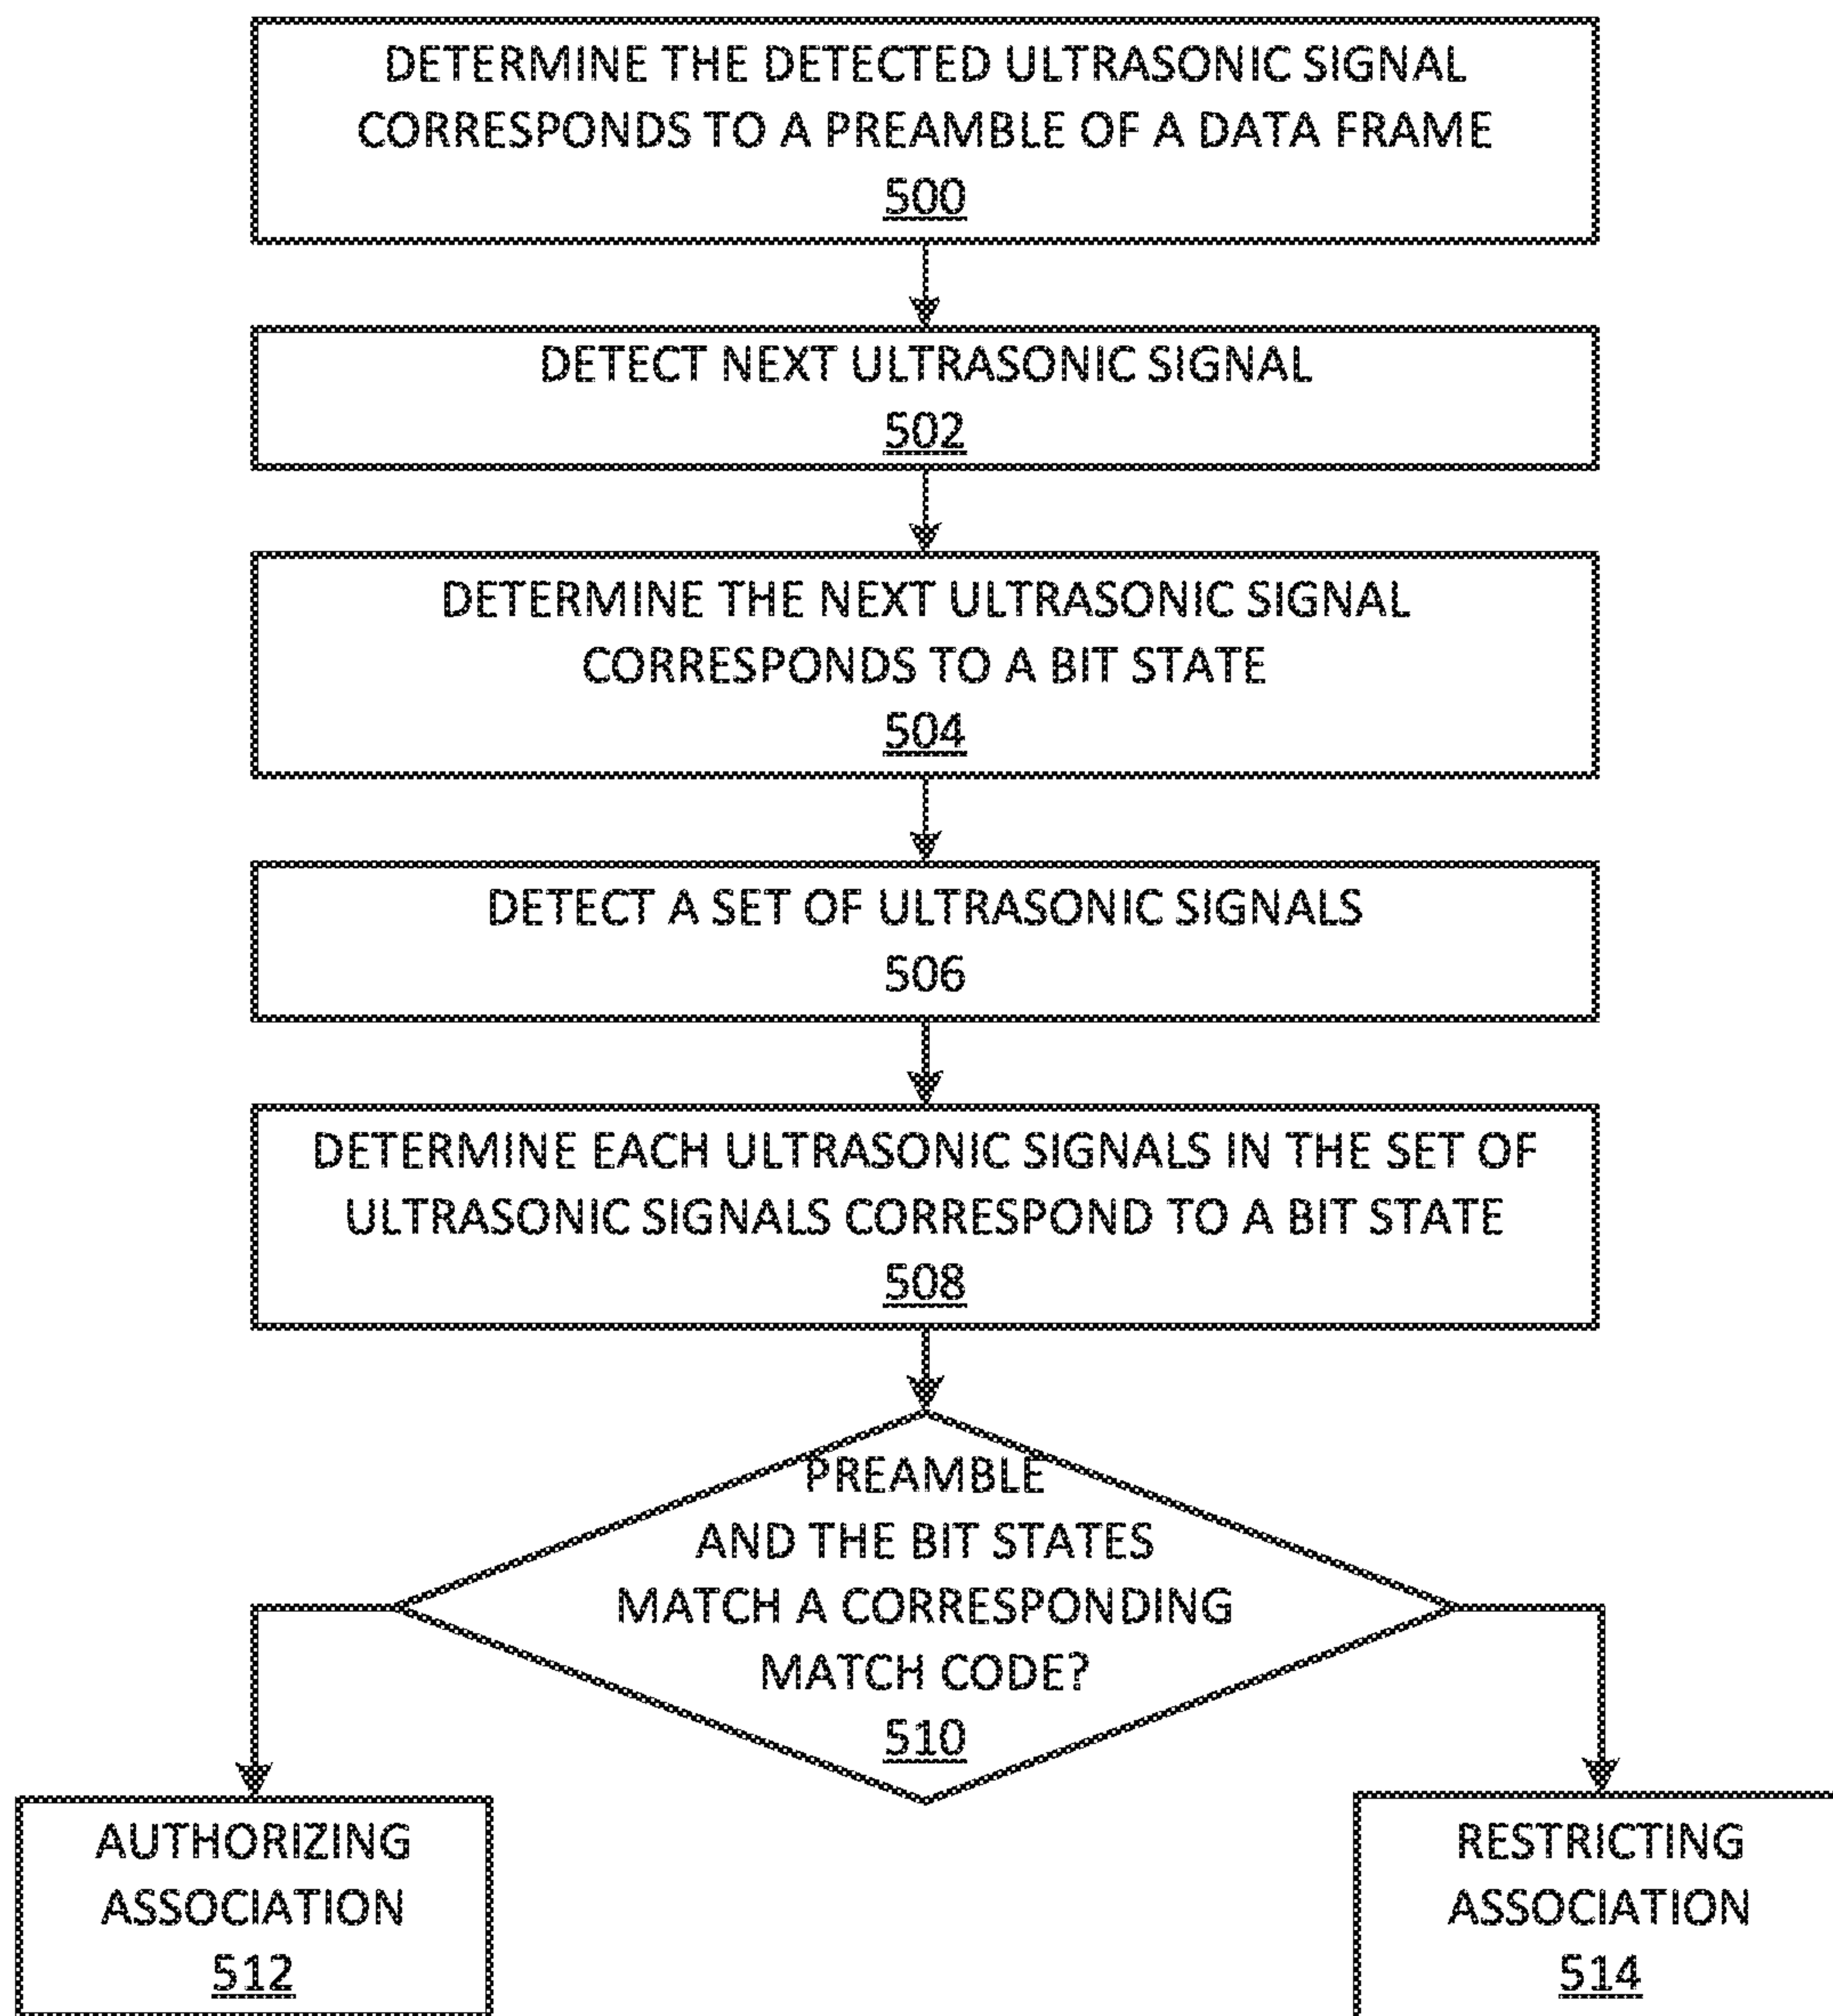 DETERMINE THE DETECTED ULTRASONIC SIGNAL
CORRESPONDS TO A PREAMBLE OF A DATA FRAME
500
DETECT NEXT ULTRASONIC SIGNAL
502
DETERMINE THE NEXT ULTRASONIC SIGNAL
CORRESPONDS TO A BIT STATE
504
DETECT A SET OF ULTRASONIC SIGNALS
506
DETERMINE EACH ULTRASONIC SIGNALS IN THE SET OF
ULTRASONIC SIGNALS CORRESPOND TO A BIT STATE
508
PREAMBLE
AND THE BIT STATES
MATCH A CORRESPONDING
MATCH CODE?
510
AUTHORIZING
ASSOCIATION
512
RESTRICTING
ASSOCIATION
514